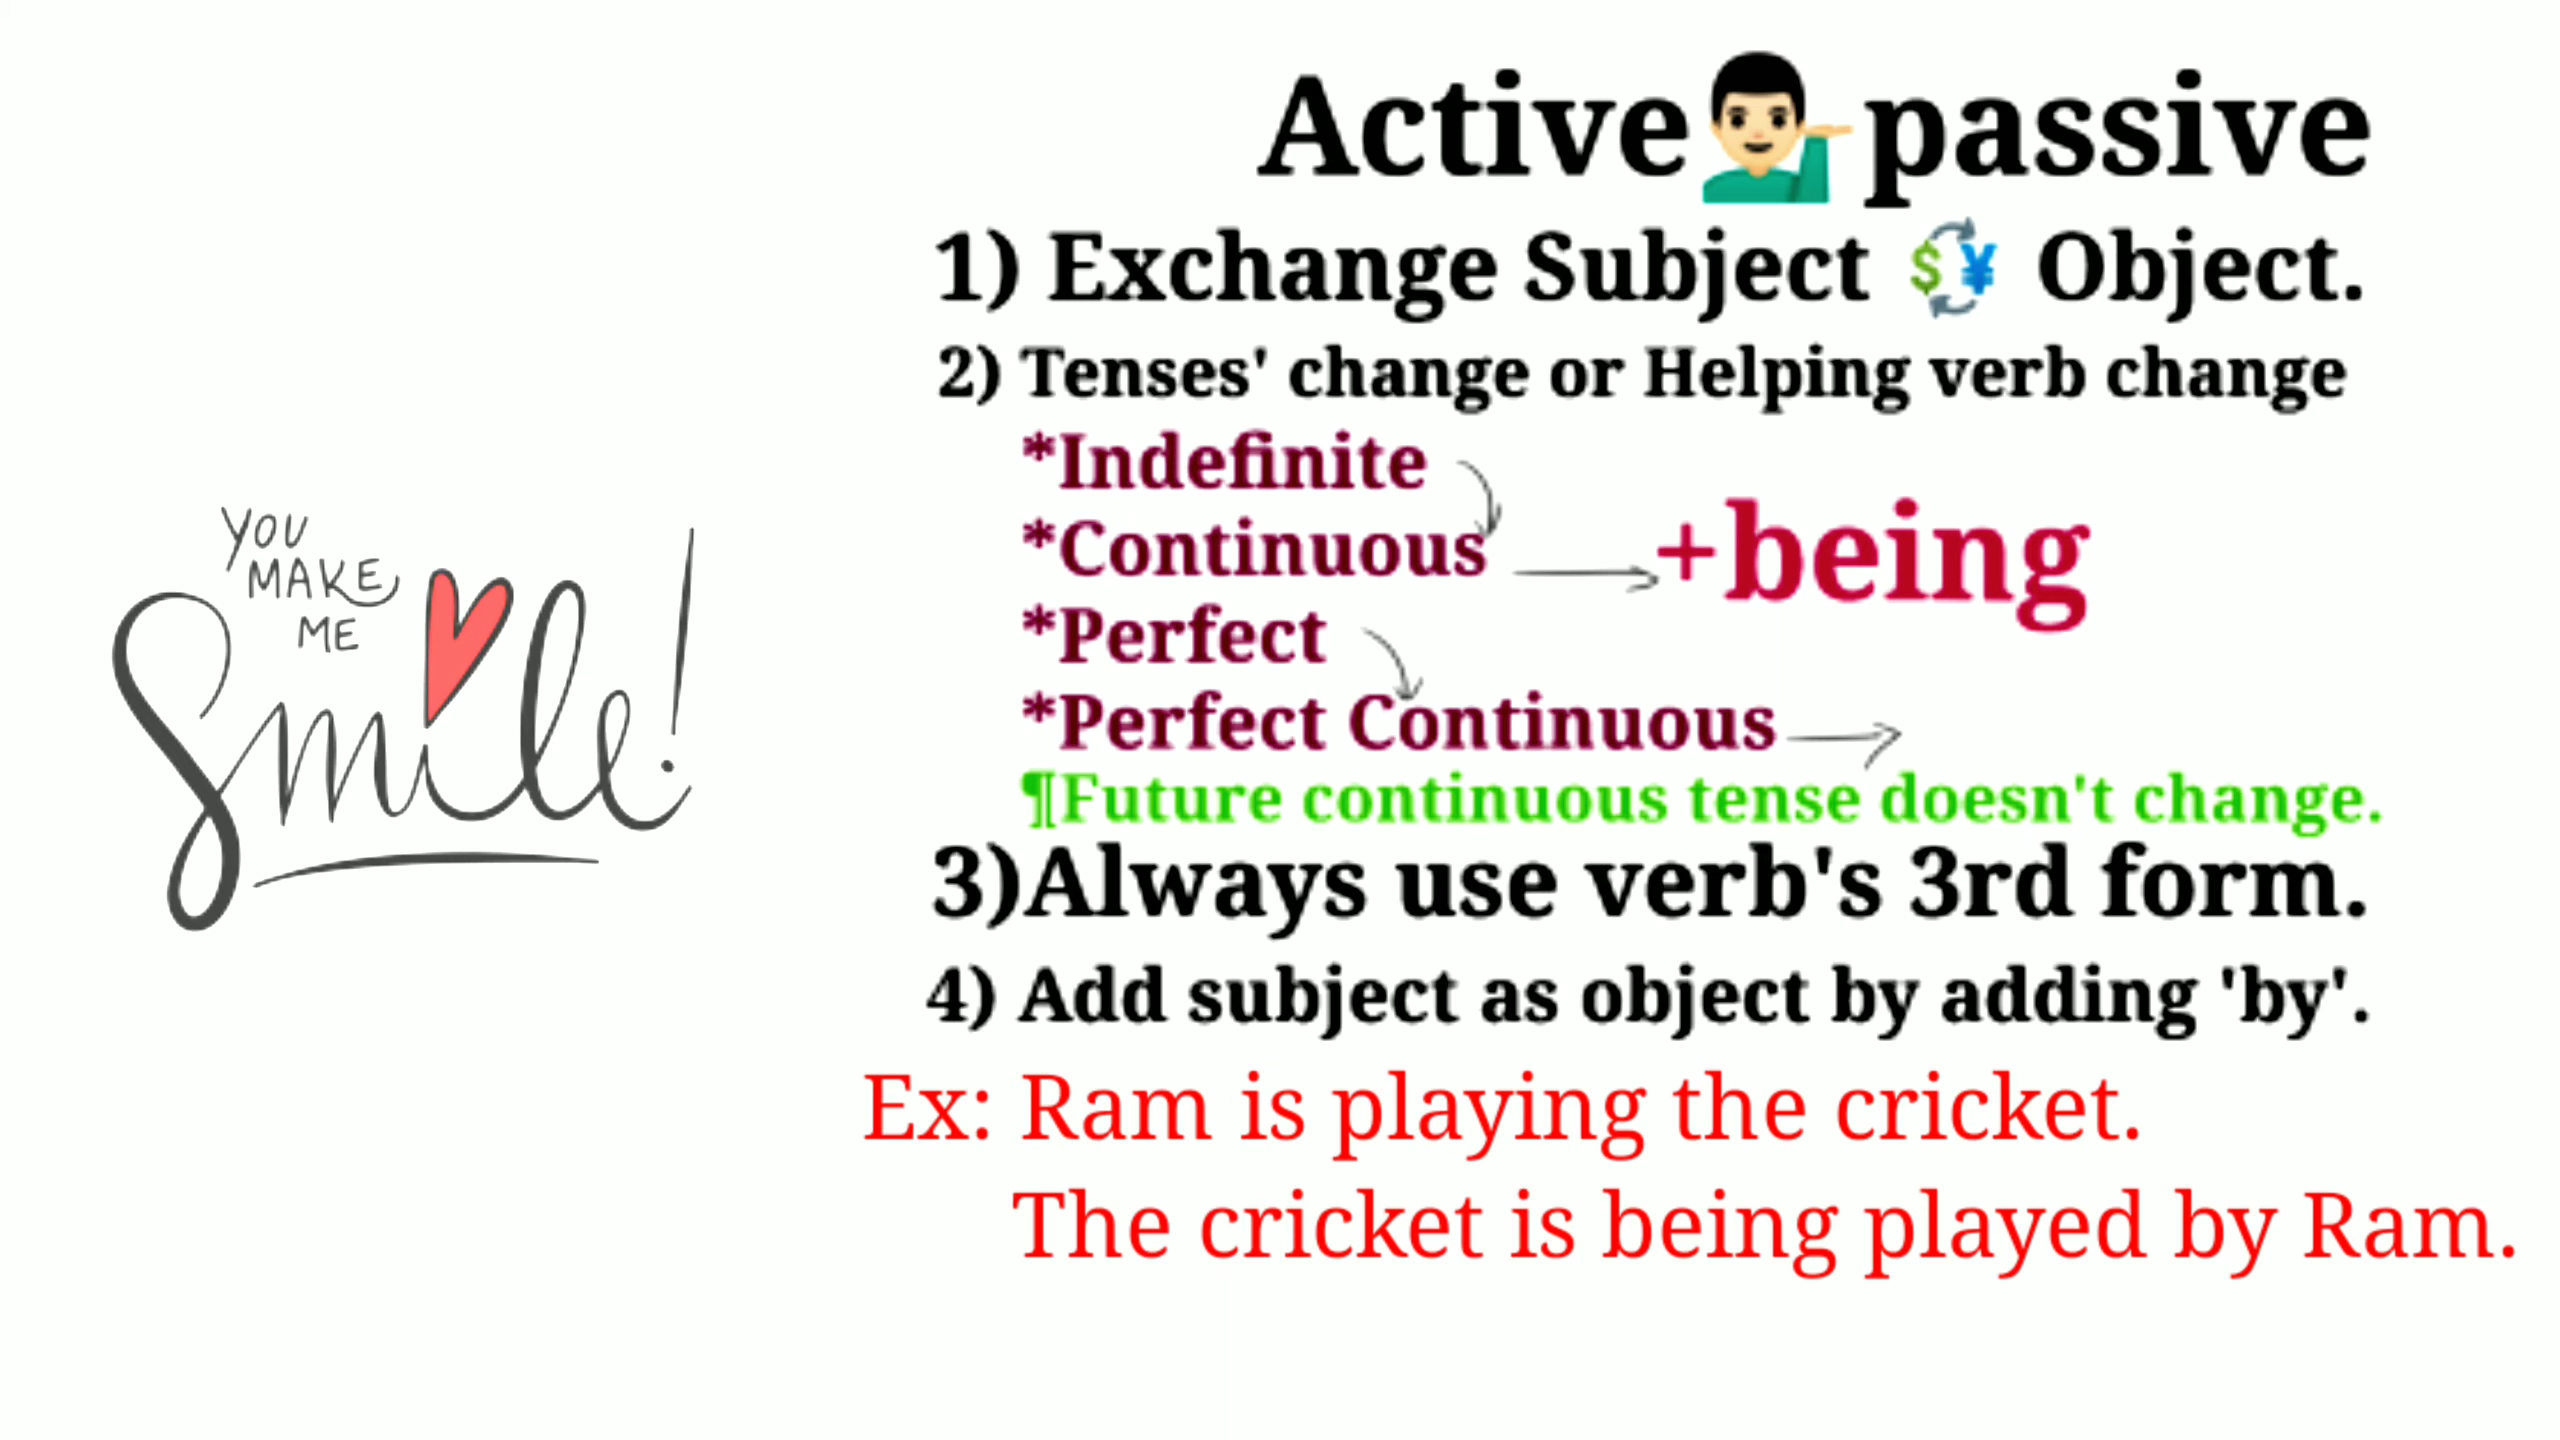 YOU
MAKE
ME
Smile!
Active💁🏻‍♂️passive
1) Exchange Subject 💱 Object.
2) Tenses' change or Helping verb change
*Indefinite
*Continuous
+being
*Perfect
*Perfect Continuous
¶Future continuous tense doesn't change.
3)Always use verb's 3rd form.
4) Add subject as object by adding 'by'.
Ex: Ram is playing the cricket.
The cricket is being played by Ram.